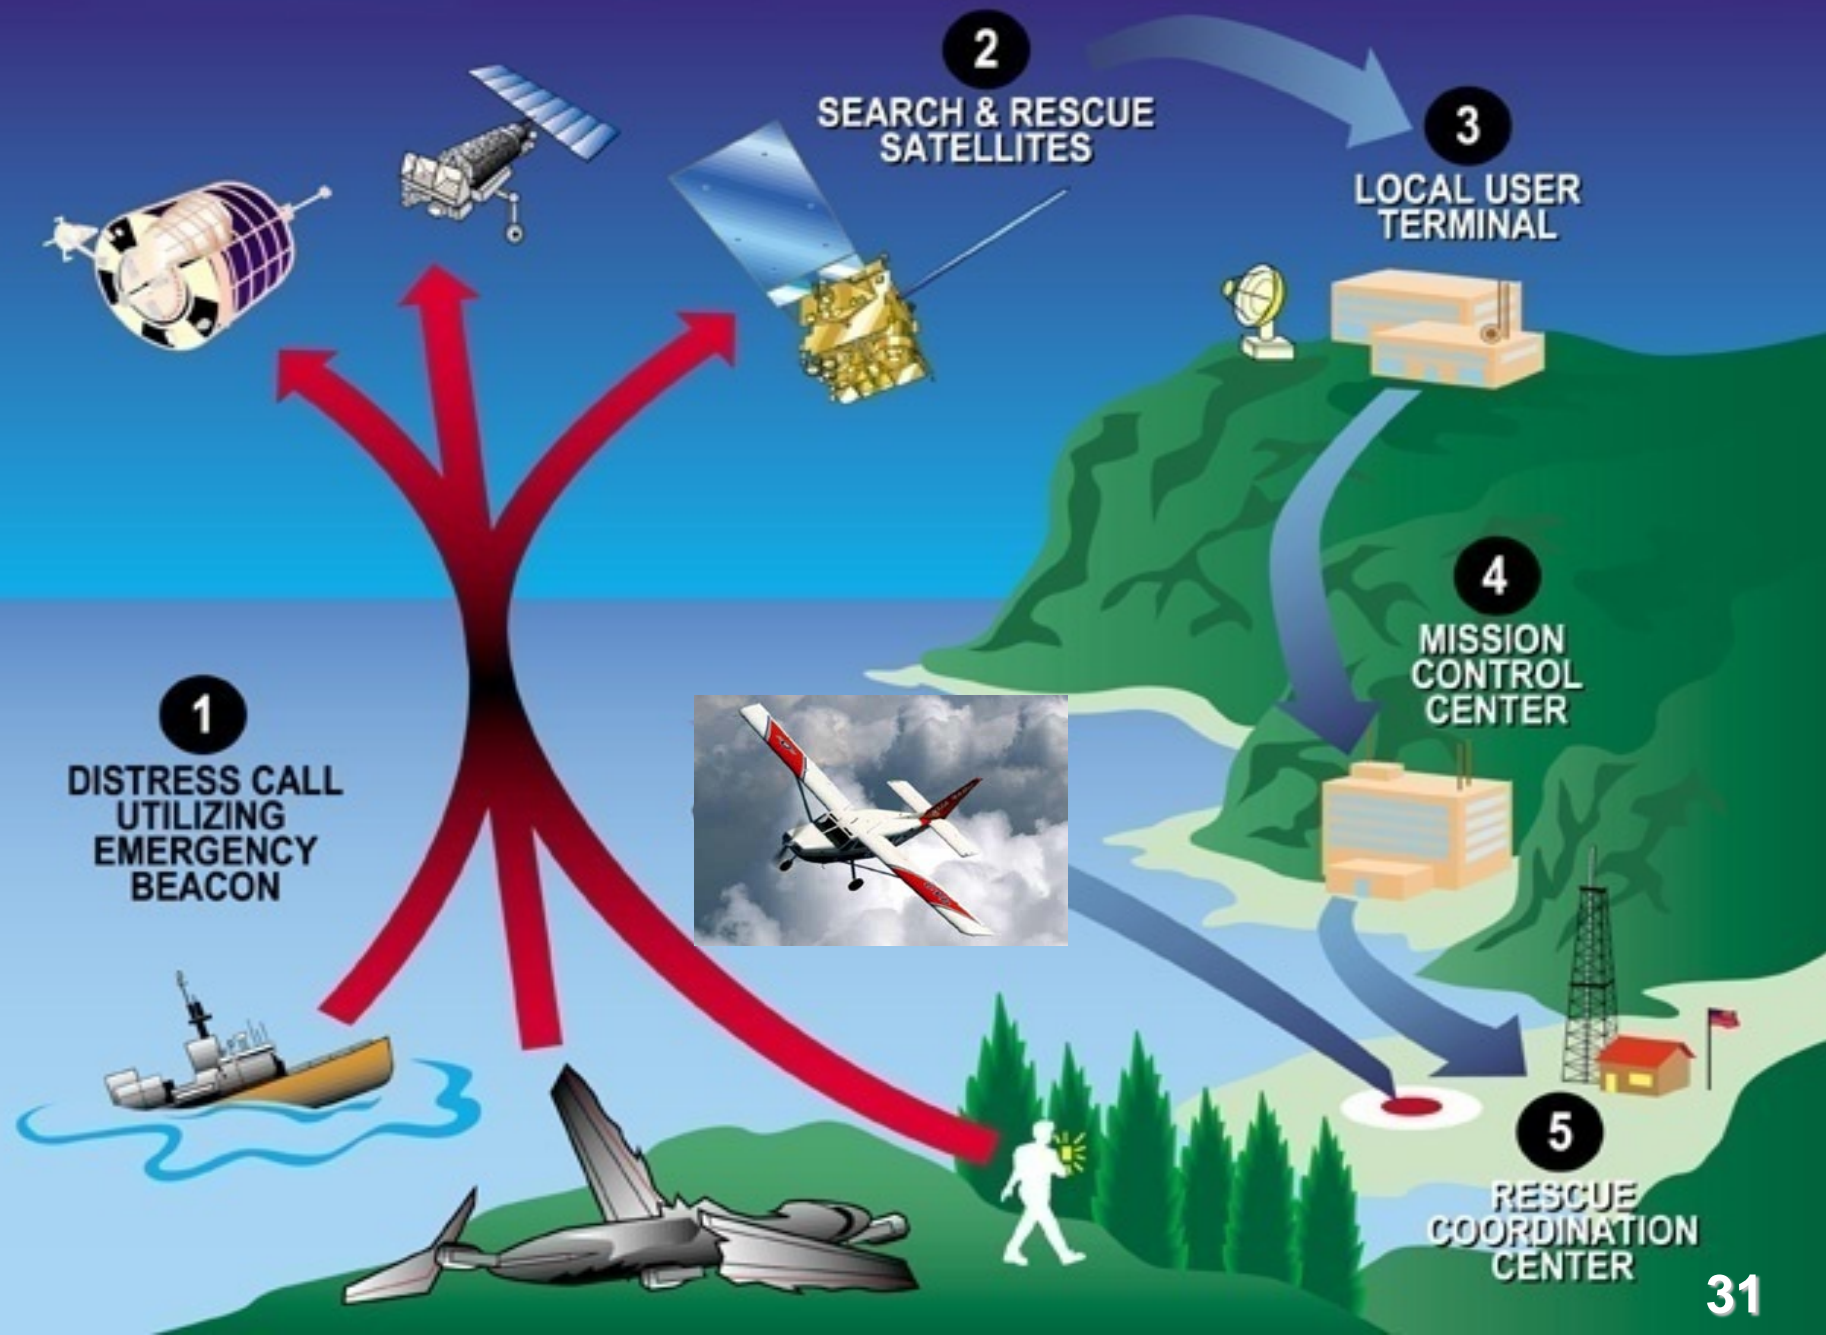 2
SEARCH & RESCUE
SATELLITES
3
LOCAL USER
TERMINAL
4
MISSION
CONTROL
CENTER
1
DISTRESS CALL
UTILIZING
EMERGENCY
BEACON
5
RESCUE
COORDINATION
CENTER
31